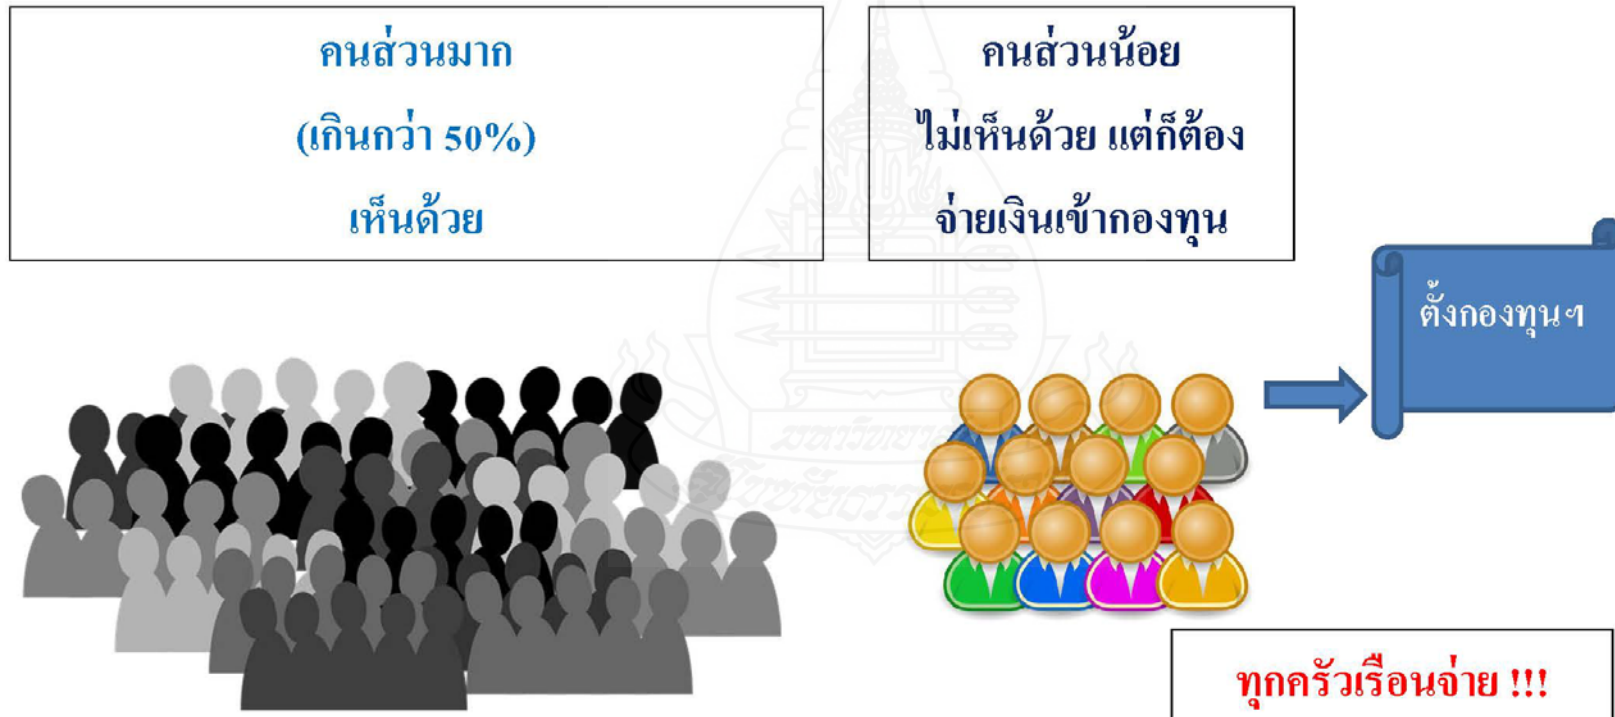 คนส่วนมาก
(เกินกว่า 50%)
เห็นด้วย
คนส่วนน้อย
ไม่เห็นด้วย แต่ก็ต้อง
จ่ายเงินเข้ากองทุน
ตั้งกองทุนฯ
ทุกครัวเรือนจ่าย !!!